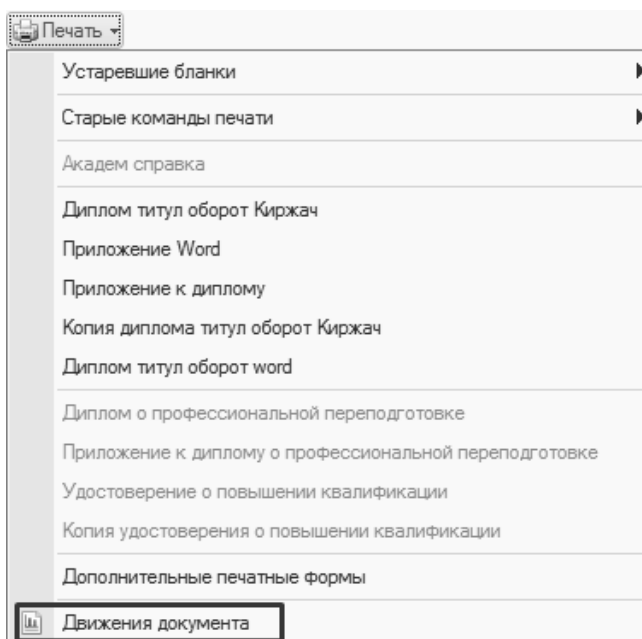 Печать
Устаревшие бланки
Старые команды печати
Академ справка
Диплом титул оборот Киржач
Приложение Word
Приложение к диплому
Копия диплома титул оборот Киржач
Диплом титул оборот word
Диплом о профессиональной переподготовке
Приложение к диплому о профессиональной переподготовке
Удостоверение о повышении квалификации
Копия удостоверения о повышении квалификации
Дополнительные печатные формы
Движения документа